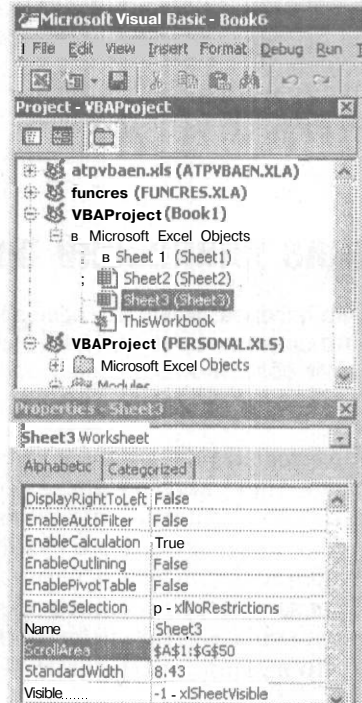 Microsoft Visual Basic - Book6
File Edit View Insert Format Debug Run
Project - VBAProject
atpvbaen.xls (ATPVBAEN.XLA)
funcres (FUNCRES.XLA)
VBAProject (Book1)
в Microsoft Excel Objects
в Sheet 1 (Sheet1)
; Sheet2 (Sheet2)
Sheet3 (Sheet3)
ThisWorkbook
VBAProject (PERSONAL.XLS)
Microsoft Excel Objects
Modules
Properties - Sheet3
Sheet3 Worksheet
Alphabetic Categorized
DisplayRightToLeft False
EnableAutoFilter False
EnableCalculation True
EnableOutlining False
EnablePivotTable False
EnableSelection p - xlNoRestrictions
Name Sheet3
ScrollArea $A$1:$G$50
StandardWidth 8.43
Visible...... -1 - xlSheetVisible